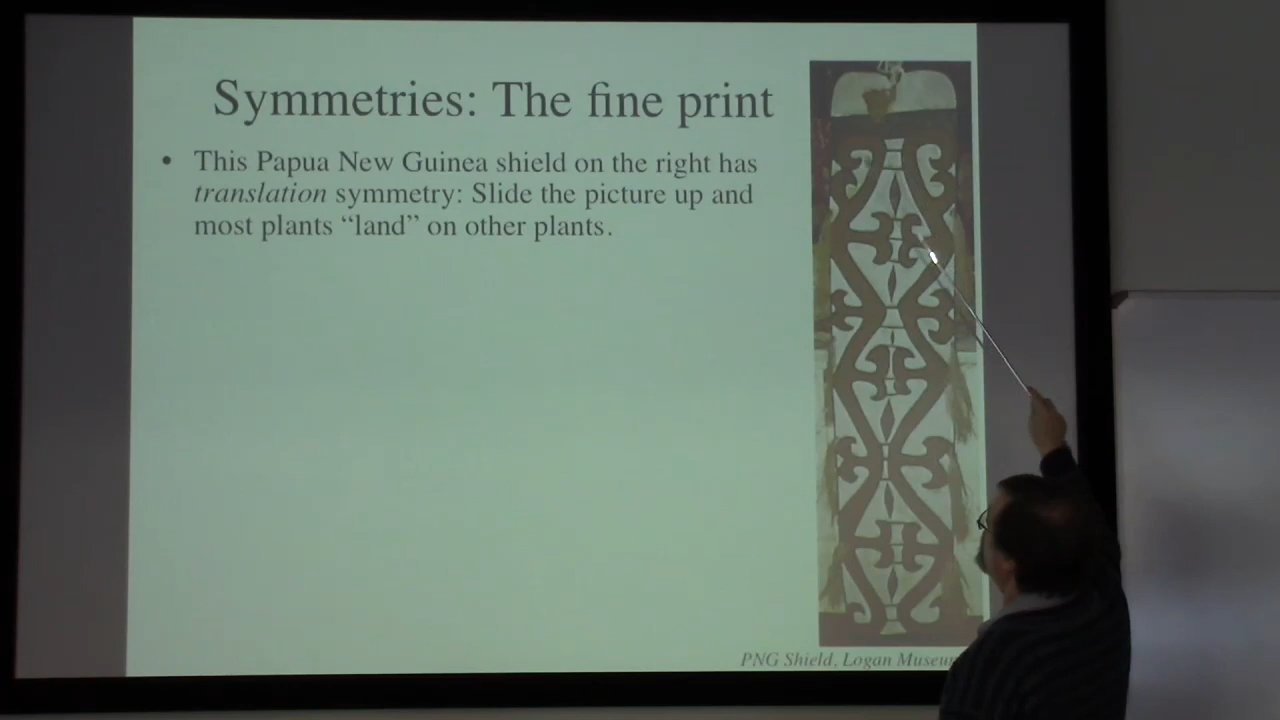 Symmetries: The fine print
• This Papua New Guinea shield on the right has
translation symmetry: Slide the picture up and
most plants “land” on other plants.
PNG Shield, Logan